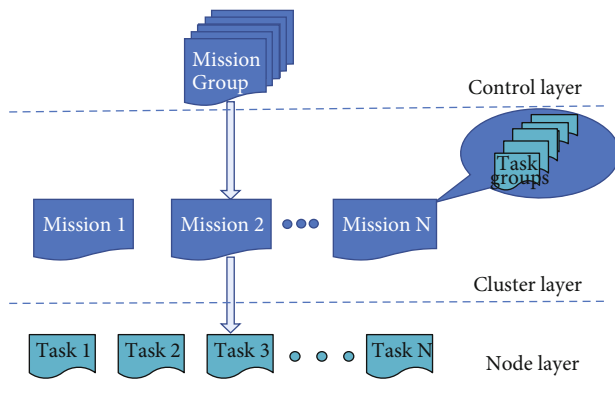 Mission
Group
Control layer
Task
groups
Mission 1
Mission 2
Mission N
Cluster layer
Task 1
Task 2
Task 3
Task N
Node layer